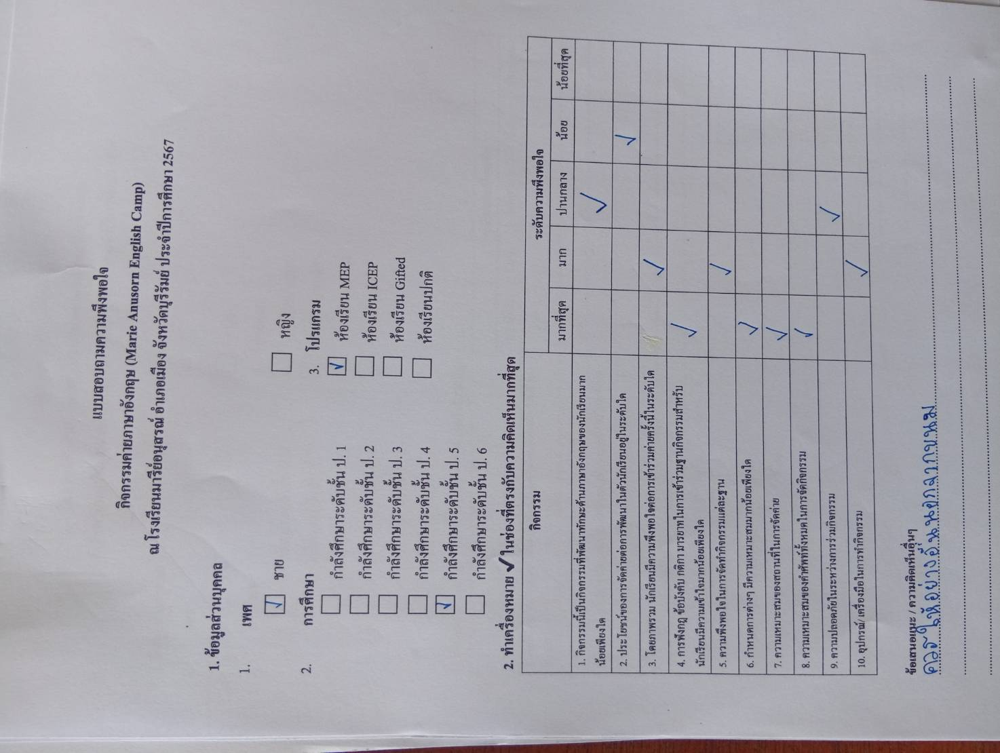 แบบสอบถามความพึงพอใจ
กิจกรรมค่ายภาษาอังกฤษ (Marie Anusorn English Camp)
ณ โรงเรียนมารีย์อนุสรณ์ อำเภอเมือง จังหวัดบุรีรัมย์ ประจำปีการศึกษา 2567
1. ข้อมูลส่วนบุคคล
1. เพศ
✓ ชาย หญิง
2. การศึกษา 3. โปรแกรม
กำลังศึกษาระดับชั้น ป. 1 ✓ ห้องเรียน MEP
กำลังศึกษาระดับชั้น ป. 2 ห้องเรียน ICEP
กำลังศึกษาระดับชั้น ป. 3 ห้องเรียน Gifted
กำลังศึกษาระดับชั้น ป. 4 ห้องเรียนปกติ
✓ กำลังศึกษาระดับชั้น ป. 5
กำลังศึกษาระดับชั้น ป. 6
2. ทำเครื่องหมาย ✓ ในช่องที่ตรงกับความคิดเห็นมากที่สุด
กิจกรรม ระดับความพึงพอใจ
มากที่สุด มาก ปานกลาง น้อย น้อยที่สุด
1. กิจกรรมนี้เป็นกิจกรรมที่พัฒนาทักษะด้านภาษาอังกฤษของนักเรียนมาก ✓
น้อยเพียงใด
2. ประโยชน์ของการจัดค่ายต่อการพัฒนาในตัวนักเรียนอยู่ในระดับใด ✓
3. โดยภาพรวม นักเรียนมีความพึงพอใจต่อการเข้าร่วมค่ายครั้งนี้ในระดับใด ✓
4. การฟังกฎ ข้อบังคับ กติกา มารยาทในการเข้าร่วมฐานกิจกรรมสำหรับ ✓
นักเรียนมีความเข้าใจมากน้อยเพียงใด
5. ความพึงพอใจในการจัดทำกิจกรรมแต่ละฐาน ✓
6. กำหนดการต่างๆ มีความเหมาะสมมากน้อยเพียงใด ✓
7. ความเหมาะสมของสถานที่ในการจัดค่าย ✓
8. ความเหมาะสมของคำศัพท์ทั้งหมดในการจัดกิจกรรม ✓
9. ความปลอดภัยในระหว่างการร่วมกิจกรรม ✓
10. อุปกรณ์/ เครื่องมือในการทำกิจกรรม ✓
ข้อเสนอแนะ / ความคิดเห็นอื่นๆ
ควรให้อย่างอื่นนอกจากขนม